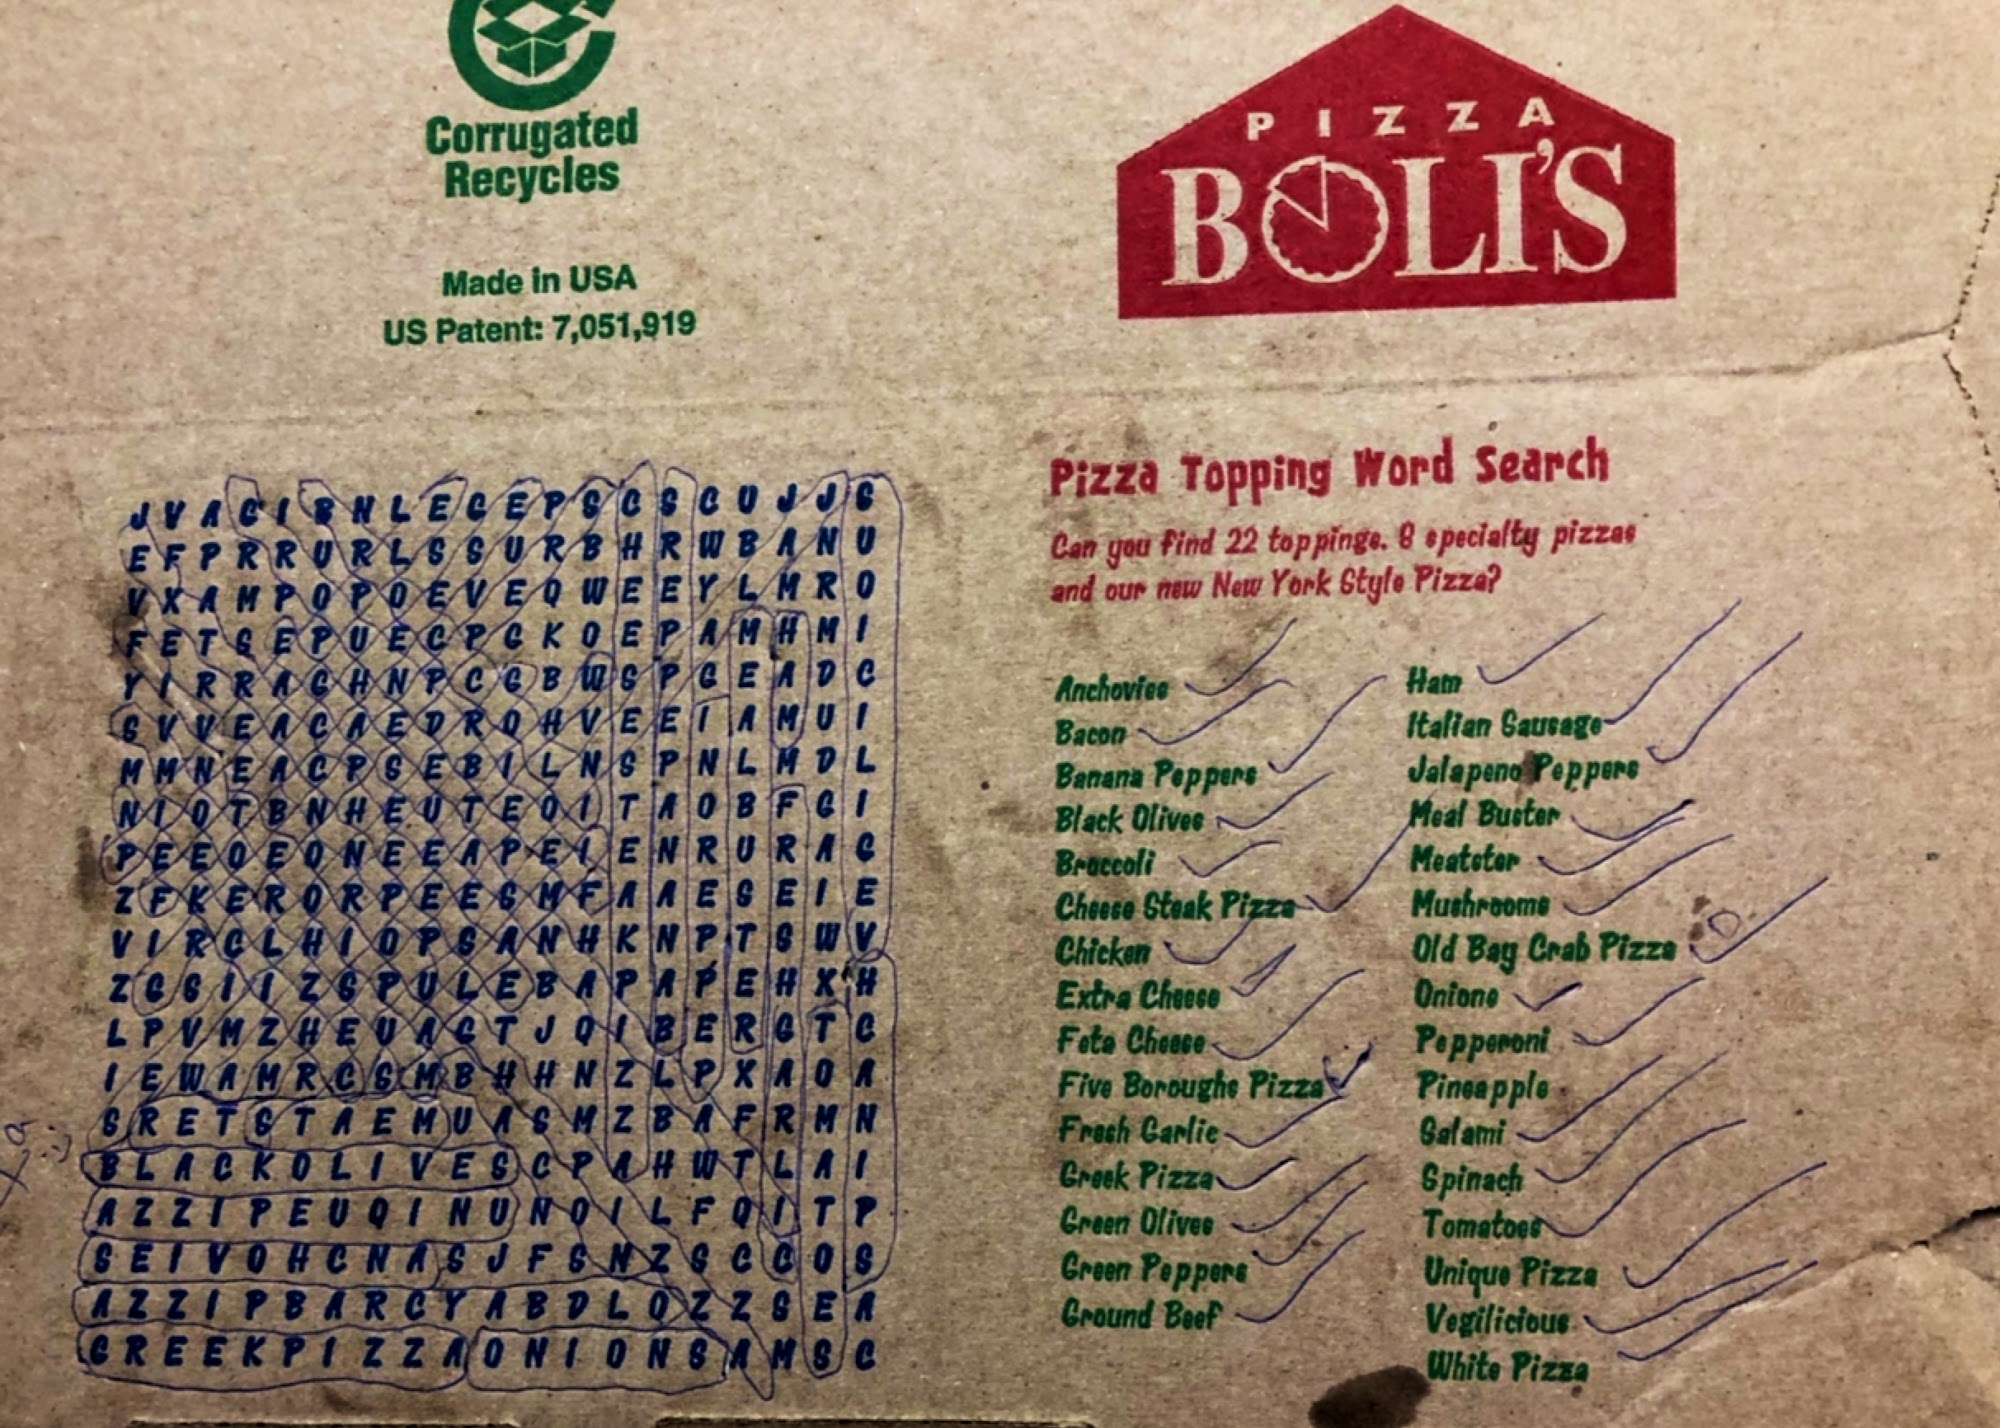 Corrugated
Recycles
Made in USA
US Patent: 7,051,919
PIZZA
BOLI'S
J V A G I B N L E G E P S C S C U J J S
E F P R R U R L S S U R B H R W B A N U
V X A M P O P O E V E Q W E E Y L M R O
F E T S E P U E C P G K O E P A M H M I
Y I R R A G H N P C G B W S P G E A D C
S V V E A C A E D R O H V E E I A M U I
M M N E A C P S E B I L N S P N L M D L
N I O T B N H E U T E O I T A O B F G I
P E E O E O N E E A P E I E N R U R A G
Z F K E R O R P E E S M F A A E S E I E
V I R C L H I O P S A N H K N P T S W V
Z G S I I Z S P U L E B A P A P E H X H
L P V M Z H E U A G T J Q I B E R G T C
I E W A M R C S M B H H N Z L P X A O A
S R E T S T A E M U A S M Z B A F R M N
B L A C K O L I V E S C P A H W T L A I
A Z Z I P E U Q I N U N O I L F Q I T P
S E I V O H C N A S J F S N Z S C C O S
A Z Z I P B A R C Y A B D L O Z Z S E A
G R E E K P I Z Z A O N I O N S A M S C
Pizza Topping Word Search
Can you find 22 toppings. 8 specialty pizzas
and our new New York Style Pizza?
Anchovies
Bacon
Banana Peppers
Black Olives
Broccoli
Cheese Steak Pizza
Chicken
Extra Cheese
Feta Cheese
Five Boroughs Pizza
Fresh Garlic
Greek Pizza
Green Olives
Green Peppers
Ground Beef
Ham
Italian Sausage
Jalapeno Peppers
Meal Buster
Meatster
Mushrooms
Old Bay Crab Pizza
Onions
Pepperoni
Pineapple
Salami
Spinach
Tomatoes
Unique Pizza
Vegilicious
White Pizza